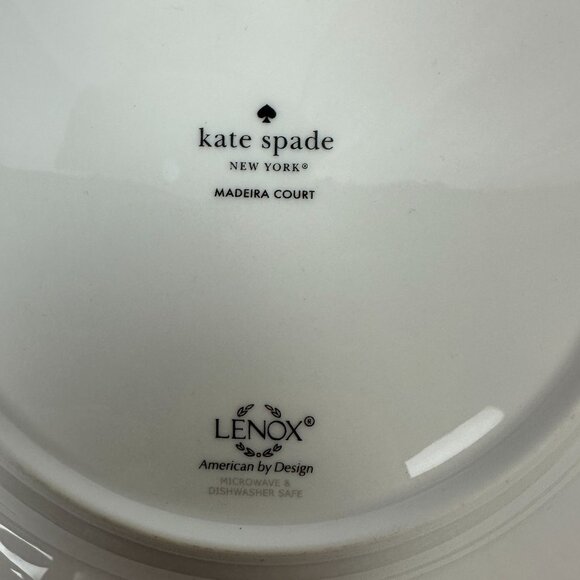 kate spade
NEW YORK®
MADEIRA COURT
LENOX®
American by Design
MICROWAVE &
DISHWASHER SAFE